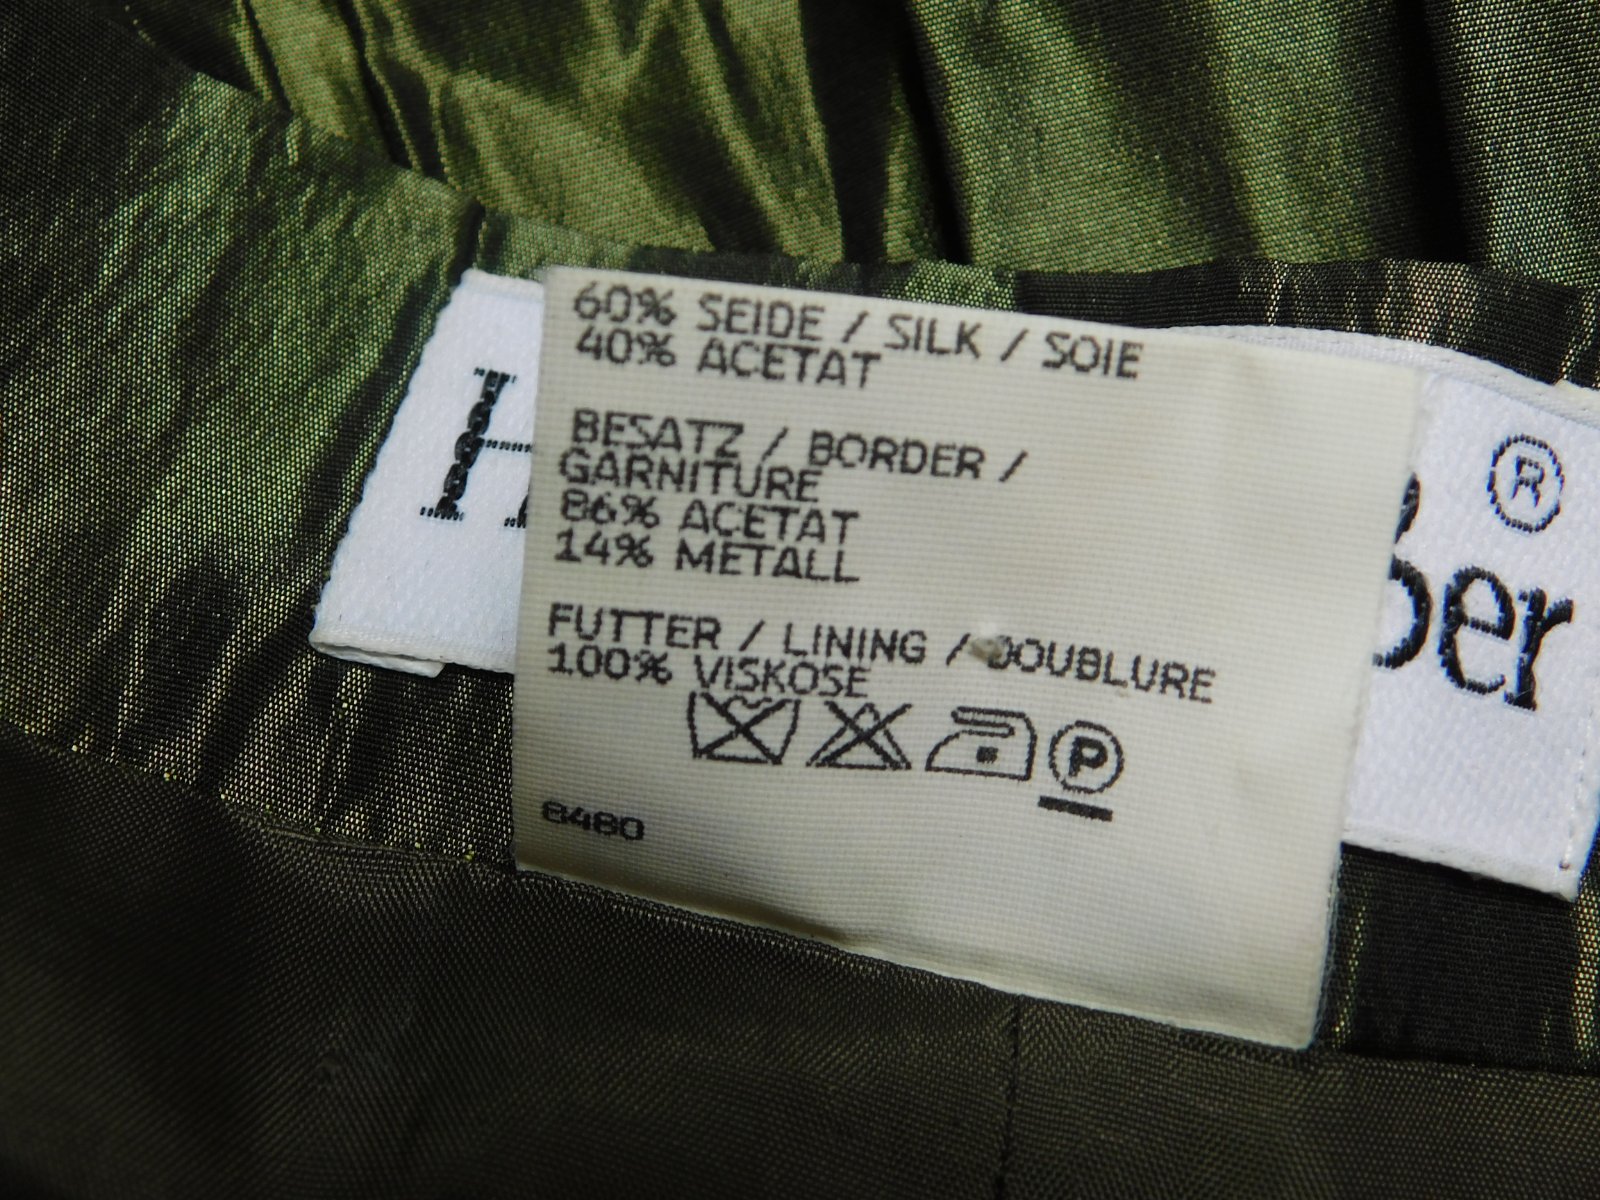 60% SEIDE / SILK / SOIE
40% ACETAT
BESATZ / BORDER /
GARNITURE
86% ACETAT
14% METALL
FUTTER / LINING / DOUBLURE
100% VISKOSE
P
8480
H
®
ber